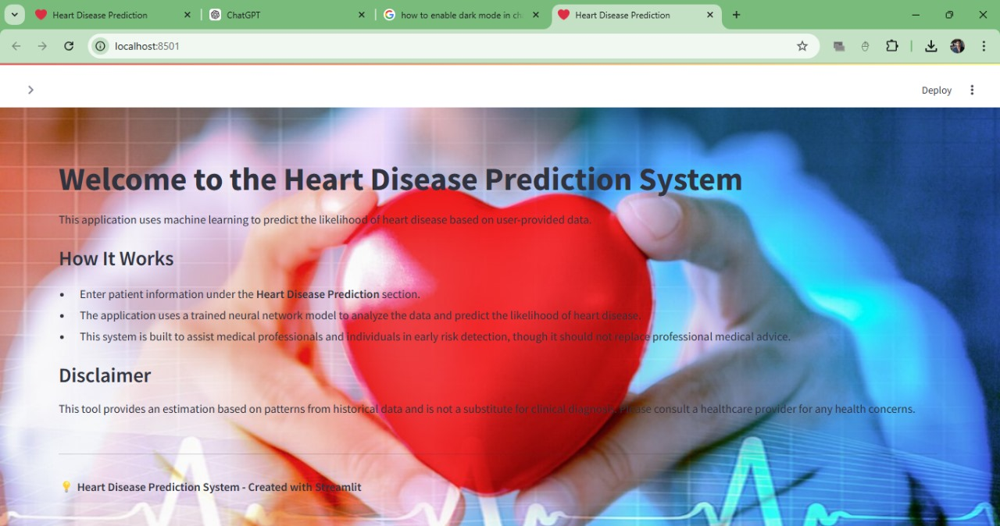 Heart Disease Prediction
ChatGPT
how to enable dark mode in ch
Heart Disease Prediction
localhost:8501
Deploy
Welcome to the Heart Disease Prediction System
This application uses machine learning to predict the likelihood of heart disease based on user-provided data.
How It Works
• Enter patient information under the Heart Disease Prediction section.
• The application uses a trained neural network model to analyze the data and predict the likelihood of heart disease.
• This system is built to assist medical professionals and individuals in early risk detection, though it should not replace professional medical advice.
Disclaimer
This tool provides an estimation based on patterns from historical data and is not a substitute for clinical diagnosis. Please consult a healthcare provider for any health concerns.
💡 Heart Disease Prediction System - Created with Streamlit